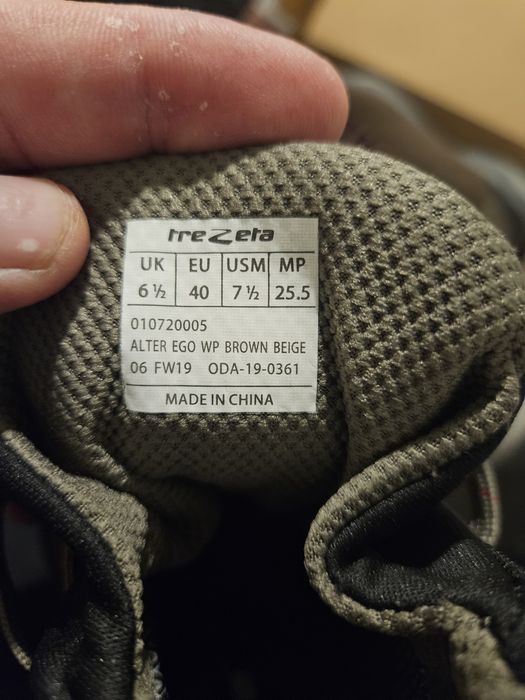 treZeta
UK EU USM MP
6 ½ 40 7 ½ 25.5
010720005
ALTER EGO WP BROWN BEIGE
06 FW19 ODA-19-0361
MADE IN CHINA